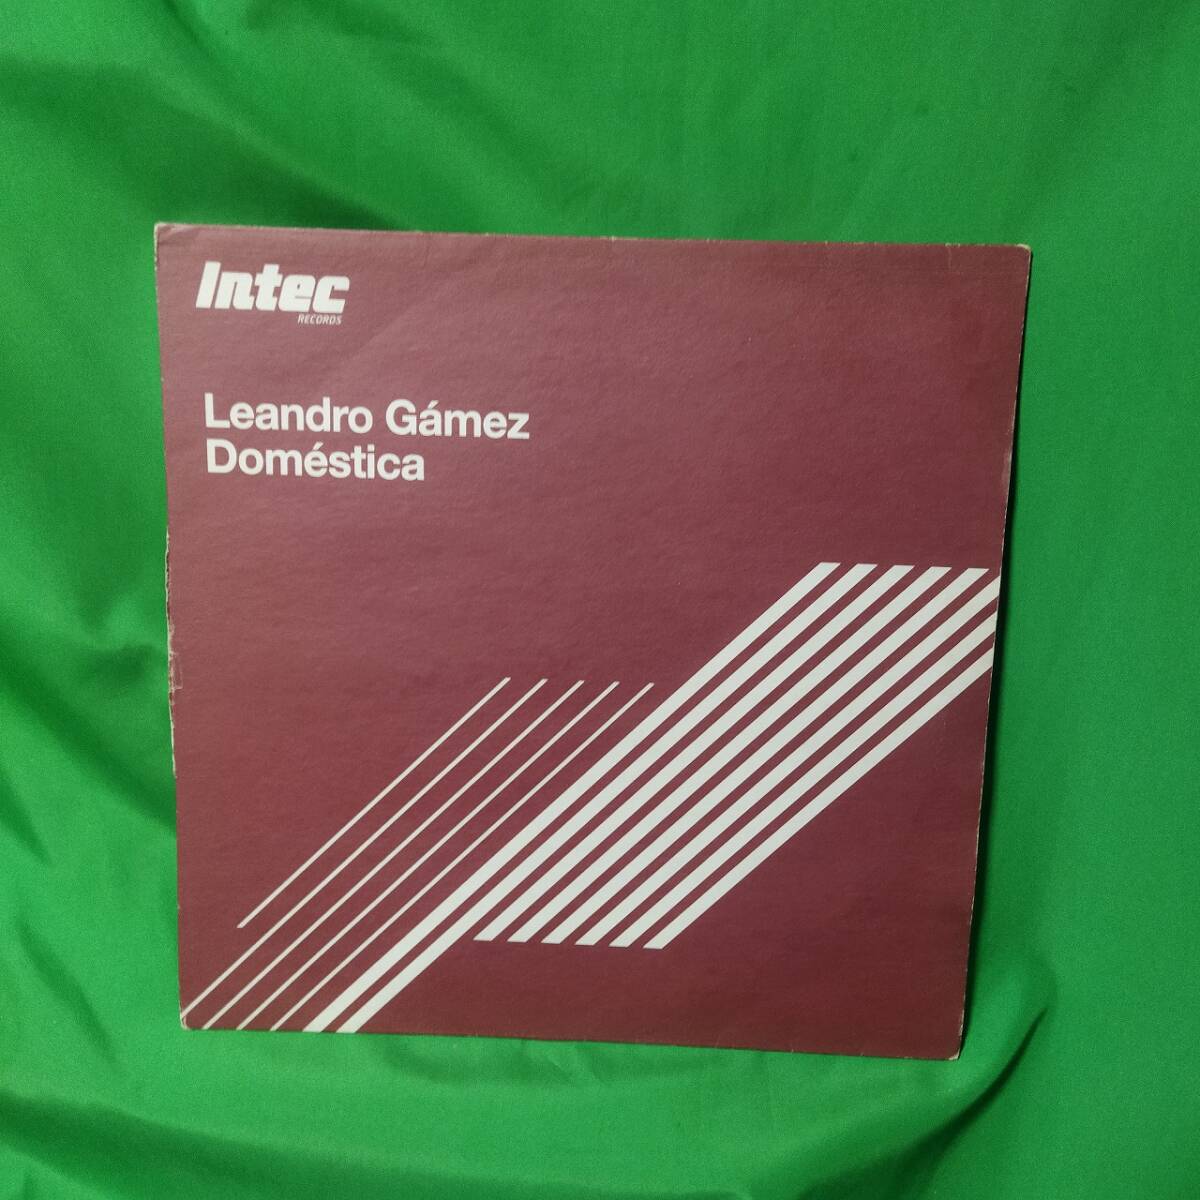 Intec
RECORDS
Leandro Gámez
Doméstica